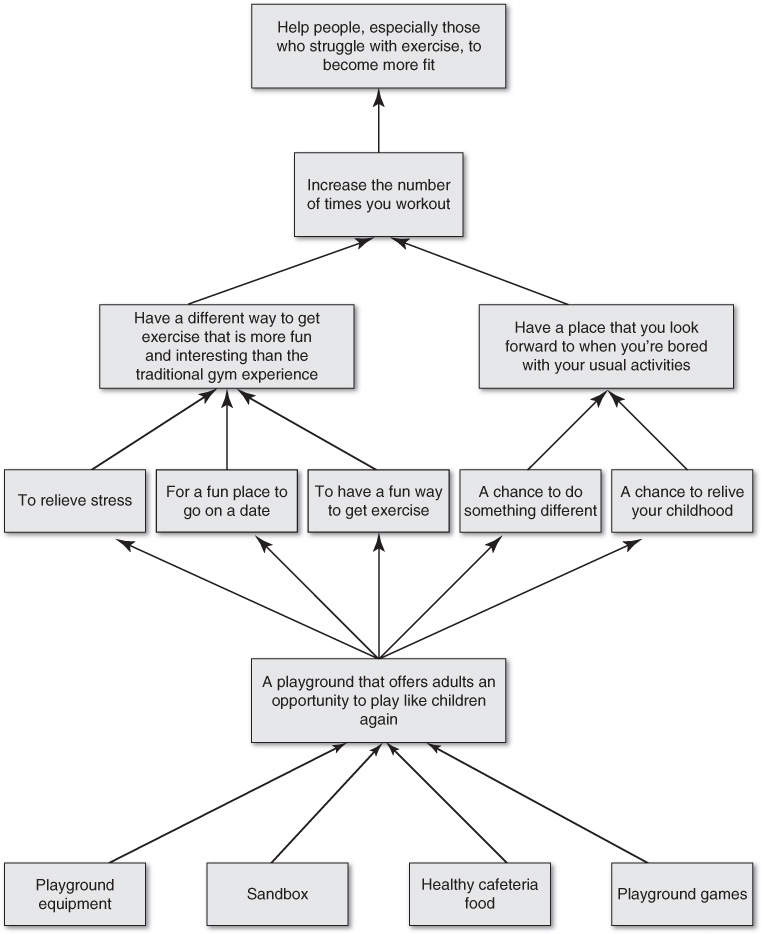 Help people, especially those
who struggle with exercise, to
become more fit
Increase the number
of times you workout
Have a different way to get
exercise that is more fun
and interesting than the
traditional gym experience
Have a place that you look
forward to when you're bored
with your usual activities
To relieve stress
For a fun place to
go on a date
To have a fun way
to get exercise
A chance to do
something different
A chance to relive
your childhood
A playground that offers adults an
opportunity to play like children
again
Playground
equipment
Sandbox
Healthy cafeteria
food
Playground games